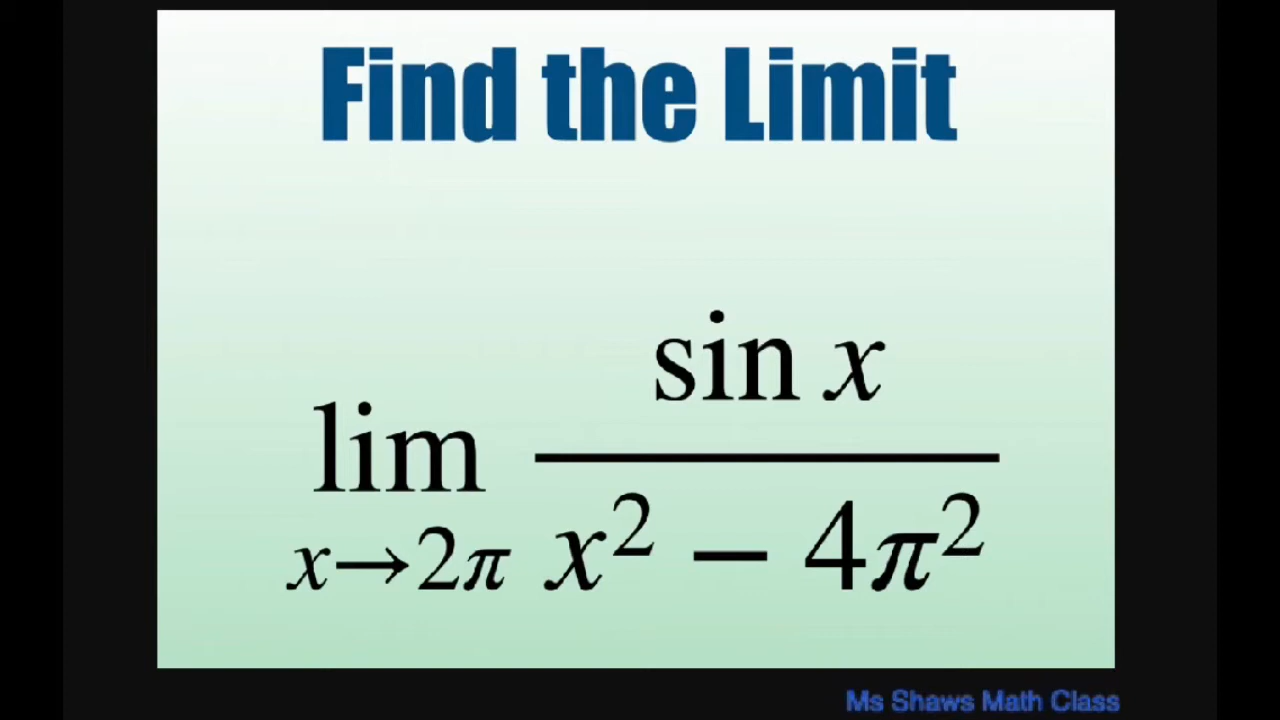 Find the Limit
sin x
lim
x→2π x² − 4π²
Ms Shaws Math Class